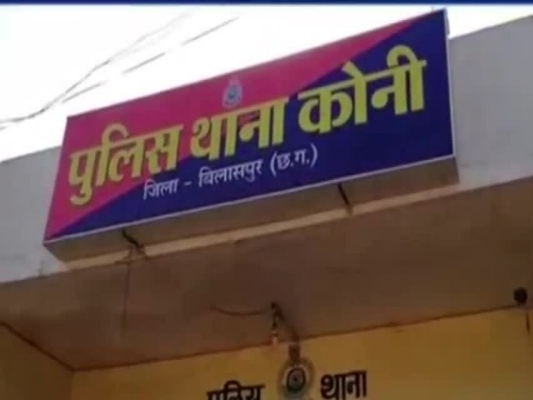 पुलिस थाना कोनी
जिला - बिलासपुर (छ.ग.)
पुलिस थाना